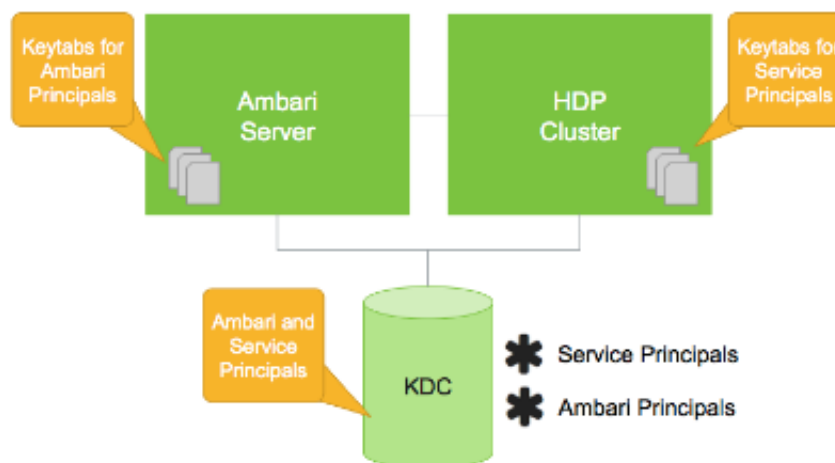 Keytabs for
Ambari
Principals
Ambari
Server
HDP
Cluster
Keytabs for
Service
Principals
Ambari and
Service
Principals
KDC
Service Principals
Ambari Principals